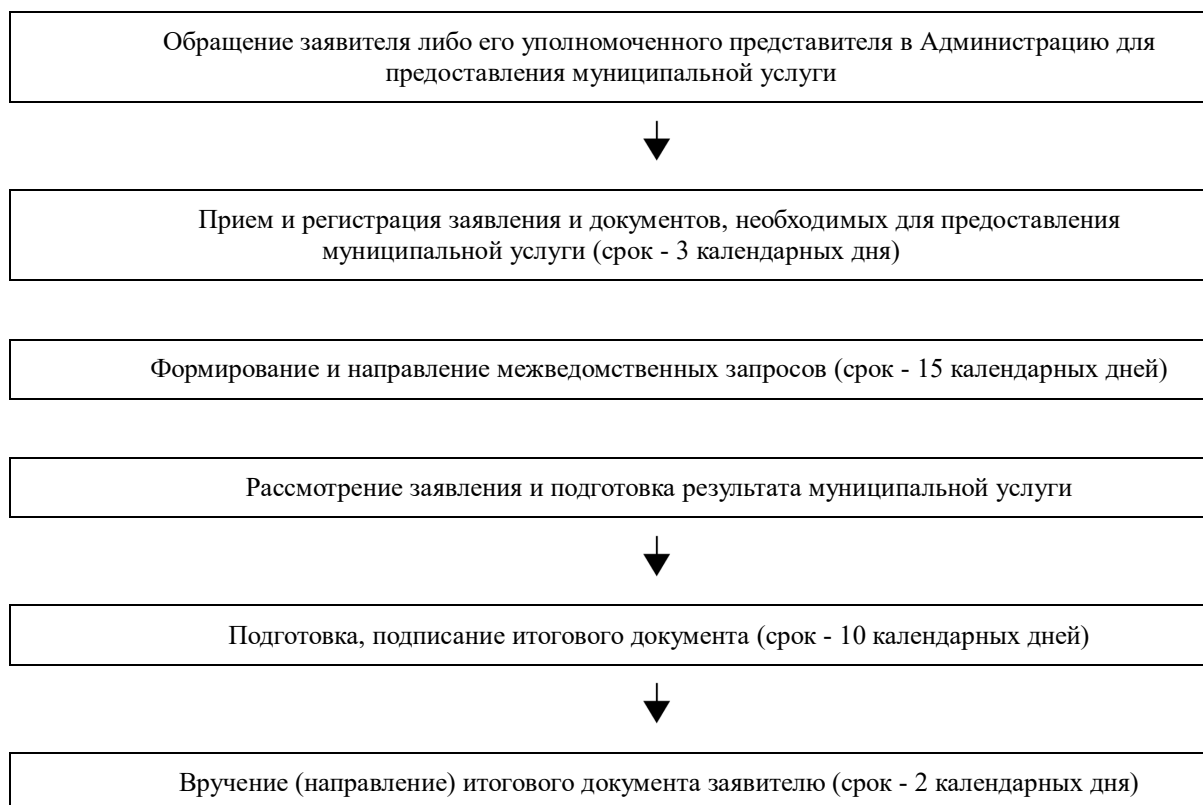 Обращение заявителя либо его уполномоченного представителя в Администрацию для
предоставления муниципальной услуги
Прием и регистрация заявления и документов, необходимых для предоставления
муниципальной услуги (срок - 3 календарных дня)
Формирование и направление межведомственных запросов (срок - 15 календарных дней)
Рассмотрение заявления и подготовка результата муниципальной услуги
Подготовка, подписание итогового документа (срок - 10 календарных дней)
Вручение (направление) итогового документа заявителю (срок - 2 календарных дня)